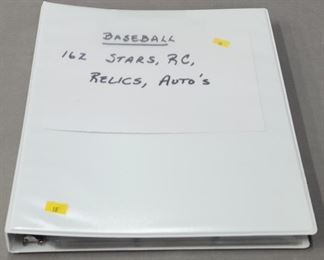 BASEBALL
162 STARS, RC,
RELICS, AUTO'S